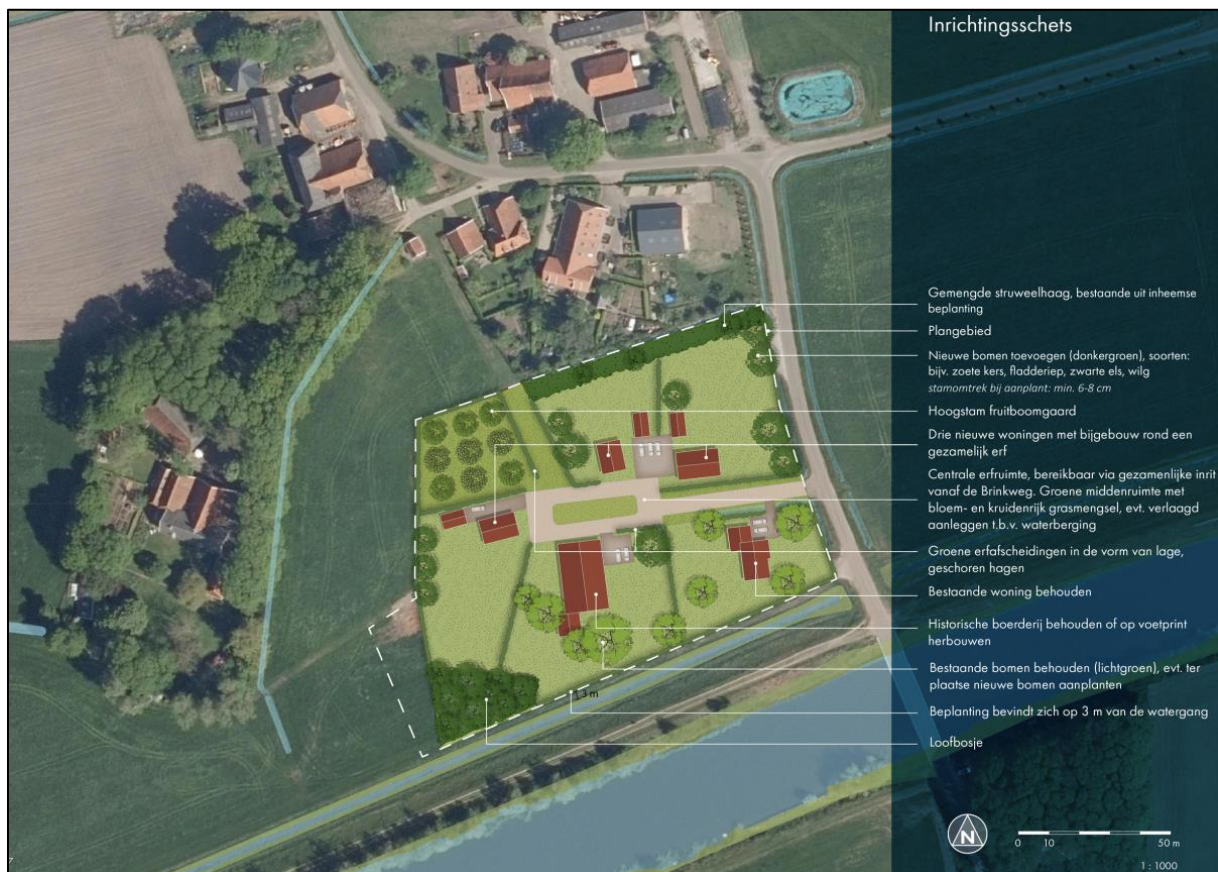 Inrichtingsschets
Gemengde struweelhaag, bestaande uit inheemse
beplanting
Plangebied
Nieuwe bomen toevoegen (donkergroen), soorten:
bijv. zoete kers, fladderiep, zwarte els, wilg
stamomtrek bij aanplant: min. 6-8 cm
Hoogstam fruitboomgaard
Drie nieuwe woningen met bijgebouw rond een
gezamelijk erf
Centrale erfruimte, bereikbaar via gezamenlijke inrit
vanaf de Brinkweg. Groene middenruimte met
bloem- en kruidenrijk grasmengsel, evt. verlaagd
aanleggen t.b.v. waterberging
Groene erfafscheidingen in de vorm van lage,
geschoren hagen
Bestaande woning behouden
Historische boerderij behouden of op voetprint
herbouwen
Bestaande bomen behouden (lichtgroen), evt. ter
plaatse nieuwe bomen aanplanten
3 m
Beplanting bevindt zich op 3 m van de watergang
Loofbosje
N
0 10 50 m
1 : 1000
7